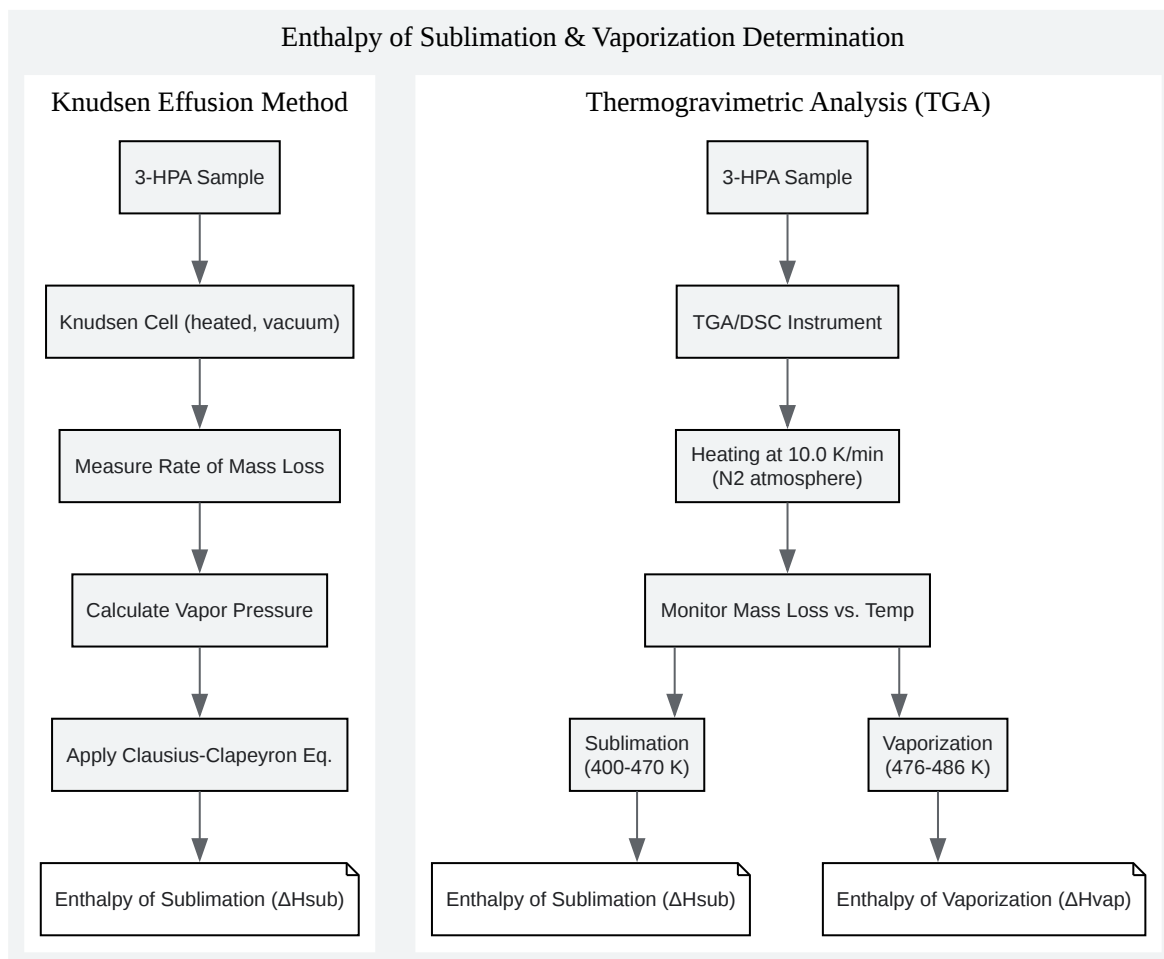 Enthalpy of Sublimation & Vaporization Determination
Knudsen Effusion Method
3-HPA Sample
Knudsen Cell (heated, vacuum)
Measure Rate of Mass Loss
Calculate Vapor Pressure
Apply Clausius-Clapeyron Eq.
Enthalpy of Sublimation (ΔHsub)
Thermogravimetric Analysis (TGA)
3-HPA Sample
TGA/DSC Instrument
Heating at 10.0 K/min
(N2 atmosphere)
Monitor Mass Loss vs. Temp
Sublimation
(400-470 K)
Vaporization
(476-486 K)
Enthalpy of Sublimation (ΔHsub)
Enthalpy of Vaporization (ΔHvap)